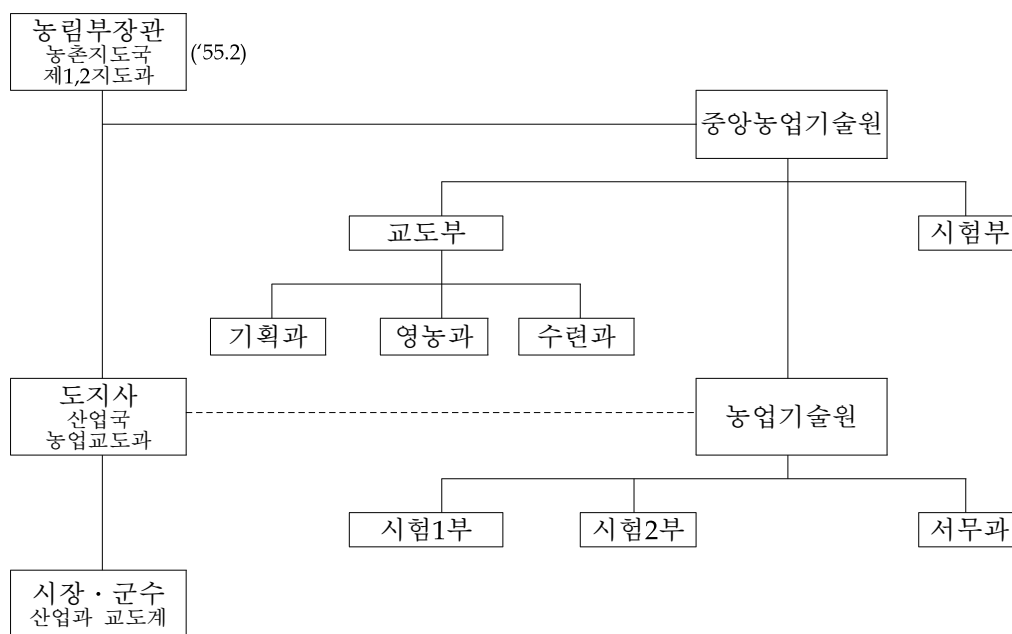 농림부장관
농촌지도국
제1,2지도과
('55.2)
중앙농업기술원
교도부
시험부
기획과
영농과
수련과
도지사
산업국
농업교도과
농업기술원
시험1부
시험2부
서무과
시장·군수
산업과 교도계